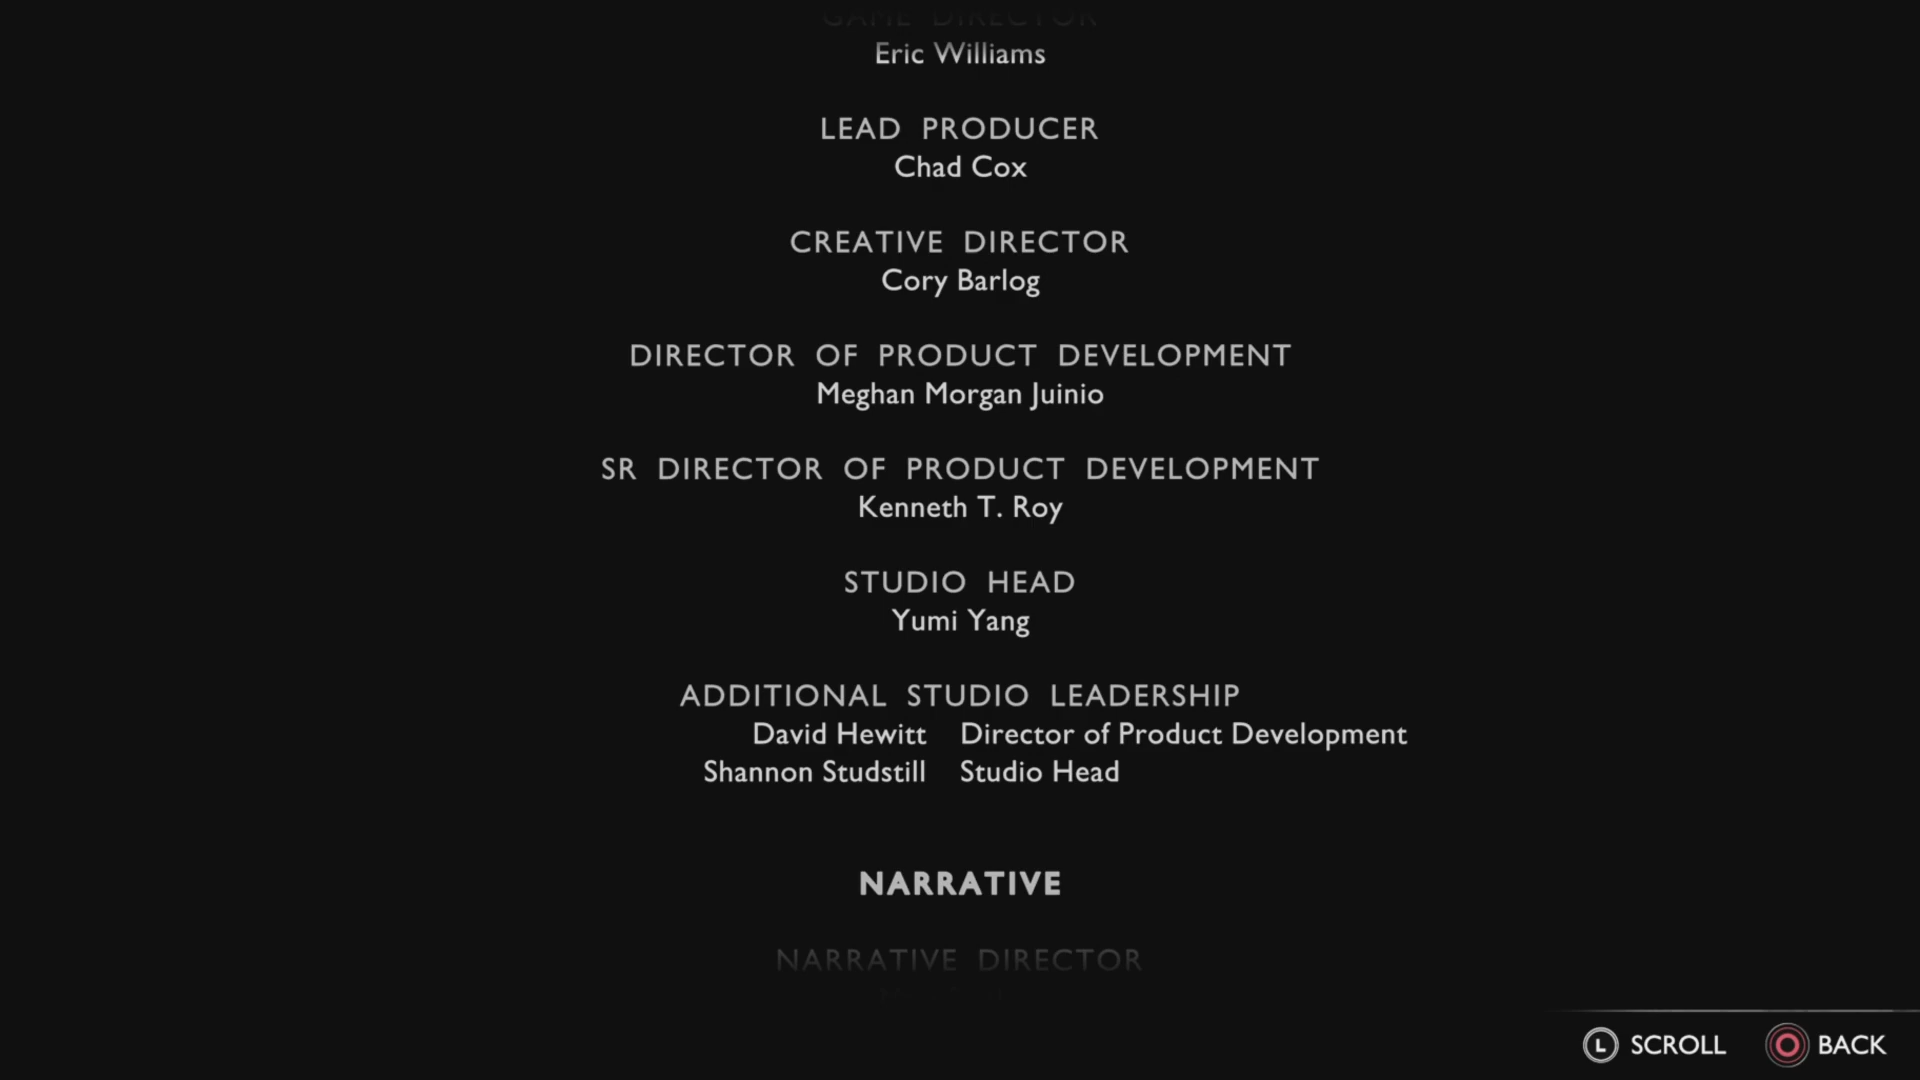 GAME DIRECTOR
Eric Williams
LEAD PRODUCER
Chad Cox
CREATIVE DIRECTOR
Cory Barlog
DIRECTOR OF PRODUCT DEVELOPMENT
Meghan Morgan Juinio
SR DIRECTOR OF PRODUCT DEVELOPMENT
Kenneth T. Roy
STUDIO HEAD
Yumi Yang
ADDITIONAL STUDIO LEADERSHIP
David Hewitt Director of Product Development
Shannon Studstill Studio Head
NARRATIVE
NARRATIVE DIRECTOR
L SCROLL BACK